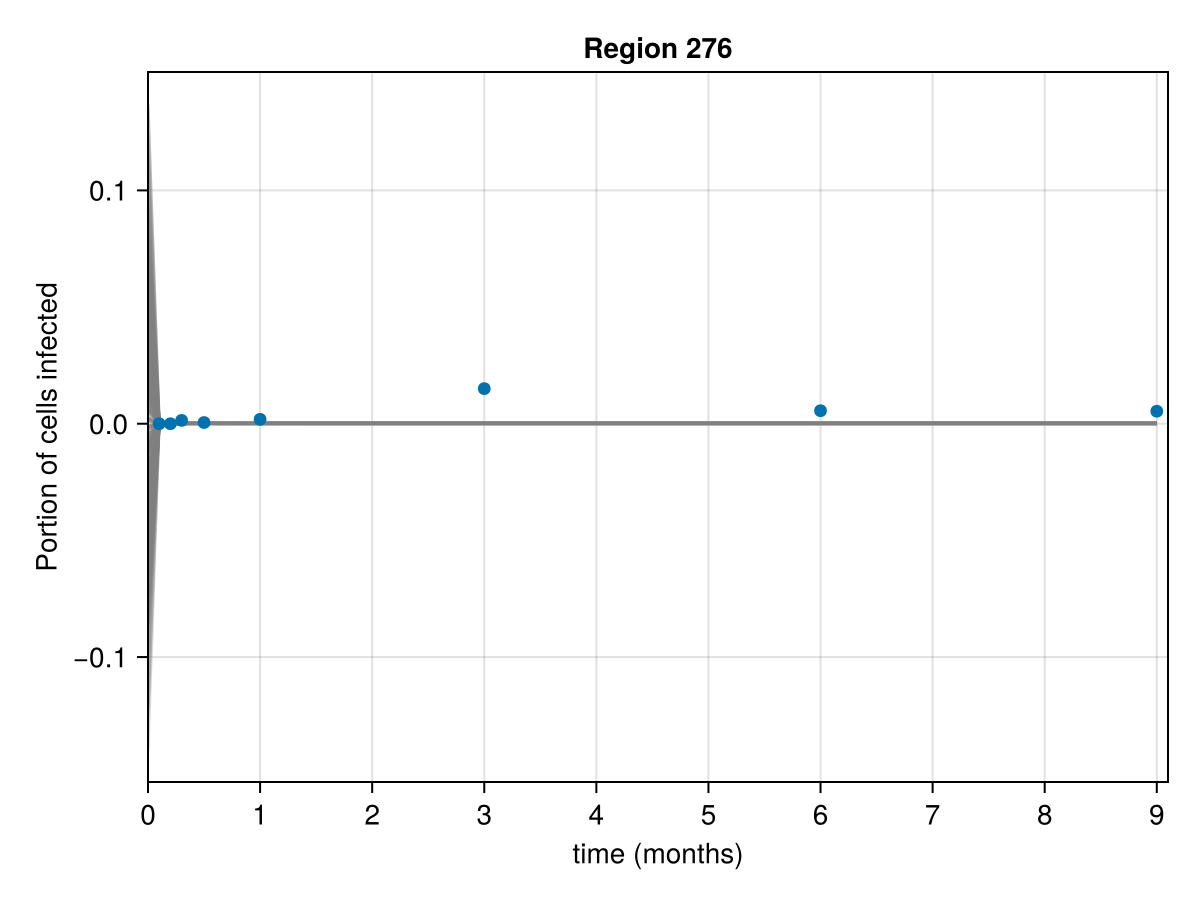 Region 276
Portion of cells infected
0.1
0.0
−0.1
0 1 2 3 4 5 6 7 8 9
time (months)